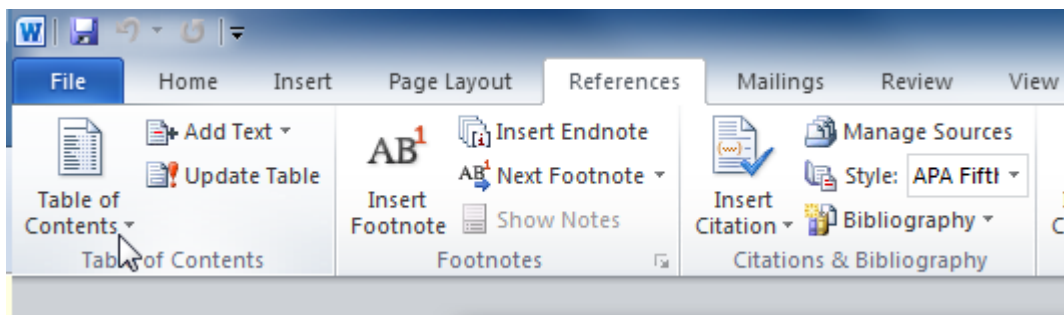 W
File Home Insert Page Layout References Mailings Review View
Table of
Contents
Add Text
Update Table
Table of Contents
AB1
Insert
Footnote
Insert Endnote
AB1 Next Footnote
Show Notes
Footnotes
Insert
Citation
Manage Sources
Style: APA Fifth
Bibliography
Citations & Bibliography